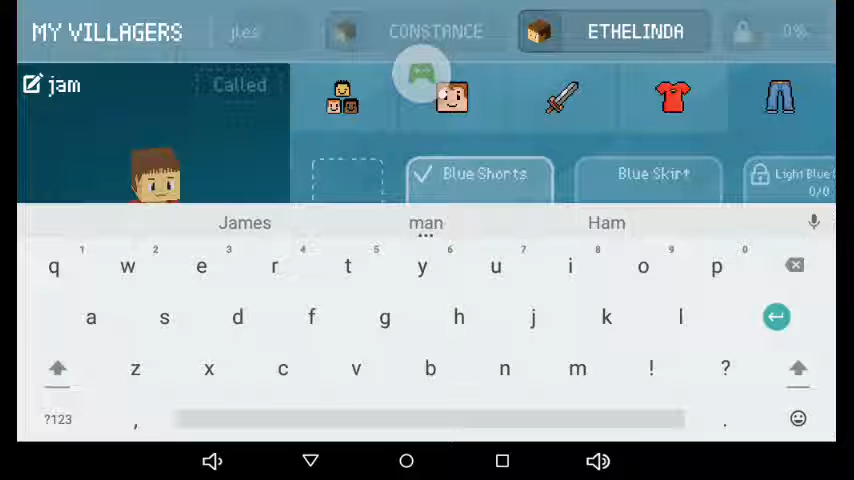 MY VILLAGERS jles CONSTANCE ETHELINDA 0%
jam Called
Blue Shorts Blue Skirt Light Blue
0/0
James man Ham
1 2 3 4 5 6 7 8 9 0
q w e r t y u i o p
a s d f g h j k l
z x c v b n m ! ?
?123 , .